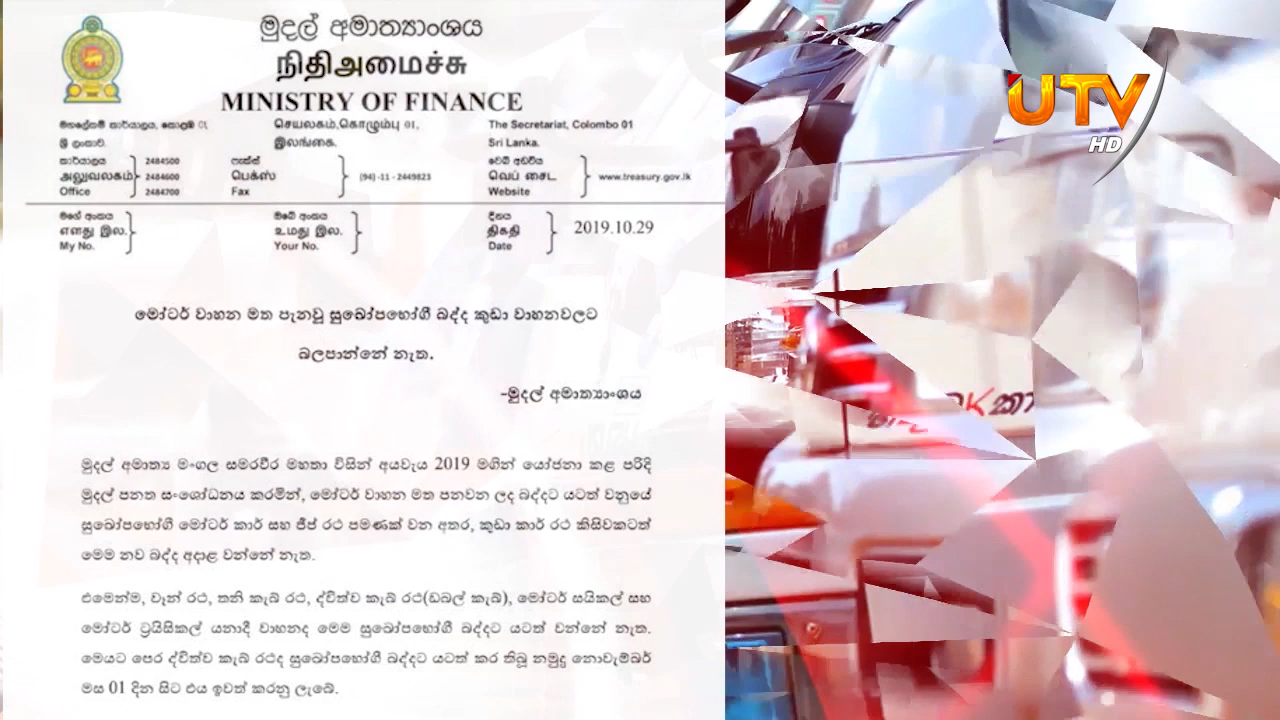 මුදල් අමාත්‍යාංශය
நிதிஅமைச்சு
MINISTRY OF FINANCE
මහලේකම් කාර්යාලය, කොළඹ 01,
ශ්‍රී ලංකාව
செயலகம்,கொழும்பு 01,
இலங்கை.
The Secretariat, Colombo 01
Sri Lanka.
කාර්යාලය
அலுவலகம்
Office
2484500
2484600
2484700
ෆැක්ස්
பெக்ஸ்
Fax
(94) -11 - 2449823
වෙබ් අඩවිය
வெப் சைட
Website
www.treasury.gov.lk
මගේ අංකය
எனது இல.
My No.
ඔබේ අංකය
உமது இல.
Your No.
දිනය
திகதி
Date
2019.10.29
මෝටර් වාහන මත පැනවූ සුඛෝපභෝගී බද්ද කුඩා වාහනවලට
බලපාන්නේ නැත.
-මුදල් අමාත්‍යාංශය
මුදල් අමාත්‍ය මංගල සමරවීර මහතා විසින් අයවැය 2019 මගින් යෝජනා කළ පරිදි
මුදල් පනත සංශෝධනය කරමින්, මෝටර් වාහන මත පනවන ලද බද්දට යටත් වනුයේ
සුඛෝපභෝගී මෝටර් කාර් සහ ජීප් රථ පමණක් වන අතර, කුඩා කාර් රථ කිසිවකටත්
මෙම නව බද්ද අදාළ වන්නේ නැත.
එමෙන්ම, වෑන් රථ, තනි කැබ් රථ, ද්විත්ව කැබ් රථ(ඩබල් කැබ්), මෝටර් සයිකල් සහ
මෝටර් ට්‍රයිසිකල් යනාදී වාහනද මෙම සුඛෝපභෝගී බද්දට යටත් වන්නේ නැත.
මෙයට පෙර ද්විත්ව කැබ් රථද සුඛෝපභෝගී බද්දට යටත් කර තිබූ නමුදු නොවැම්බර්
මස 01 දින සිට එය ඉවත් කරනු ලැබේ.
UTV
HD